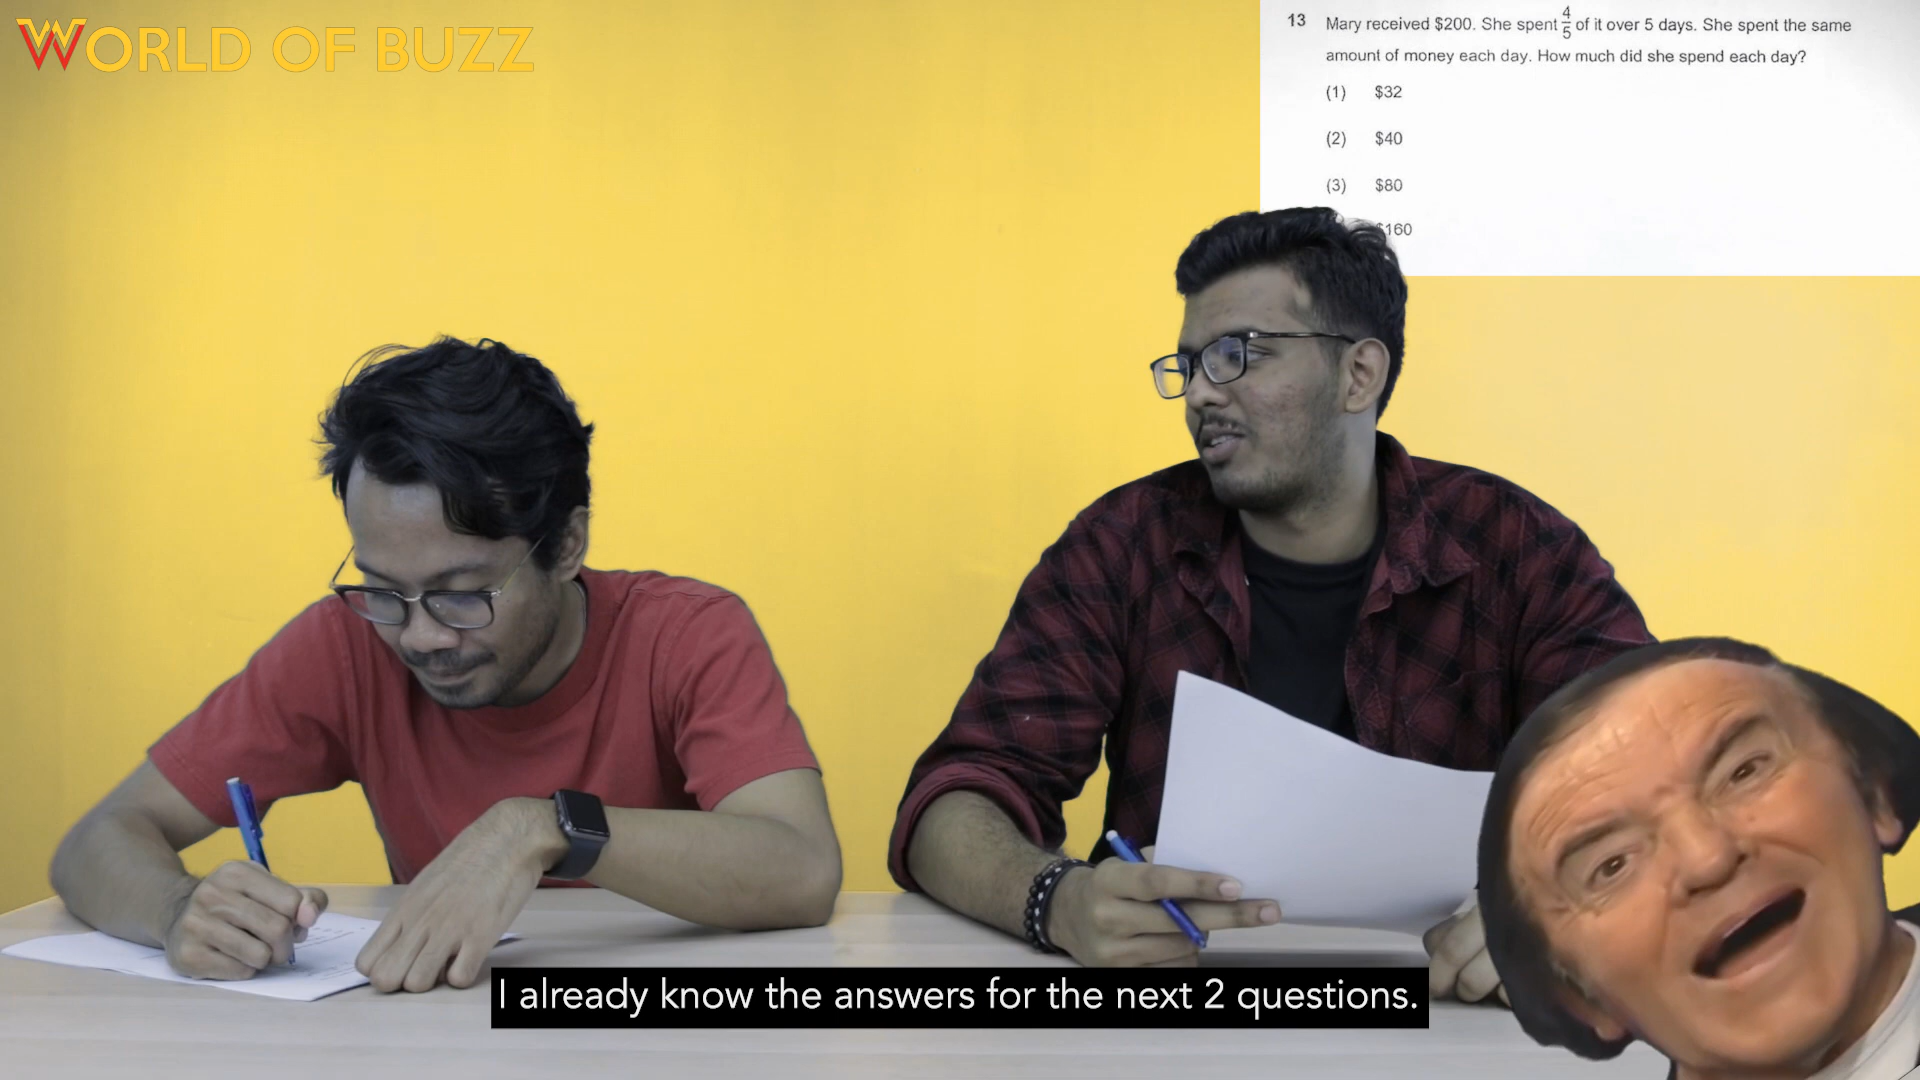 WORLD OF BUZZ
13 Mary received $200. She spent 4/5 of it over 5 days. She spent the same
amount of money each day. How much did she spend each day?
(1) $32
(2) $40
(3) $80
$160
I already know the answers for the next 2 questions.